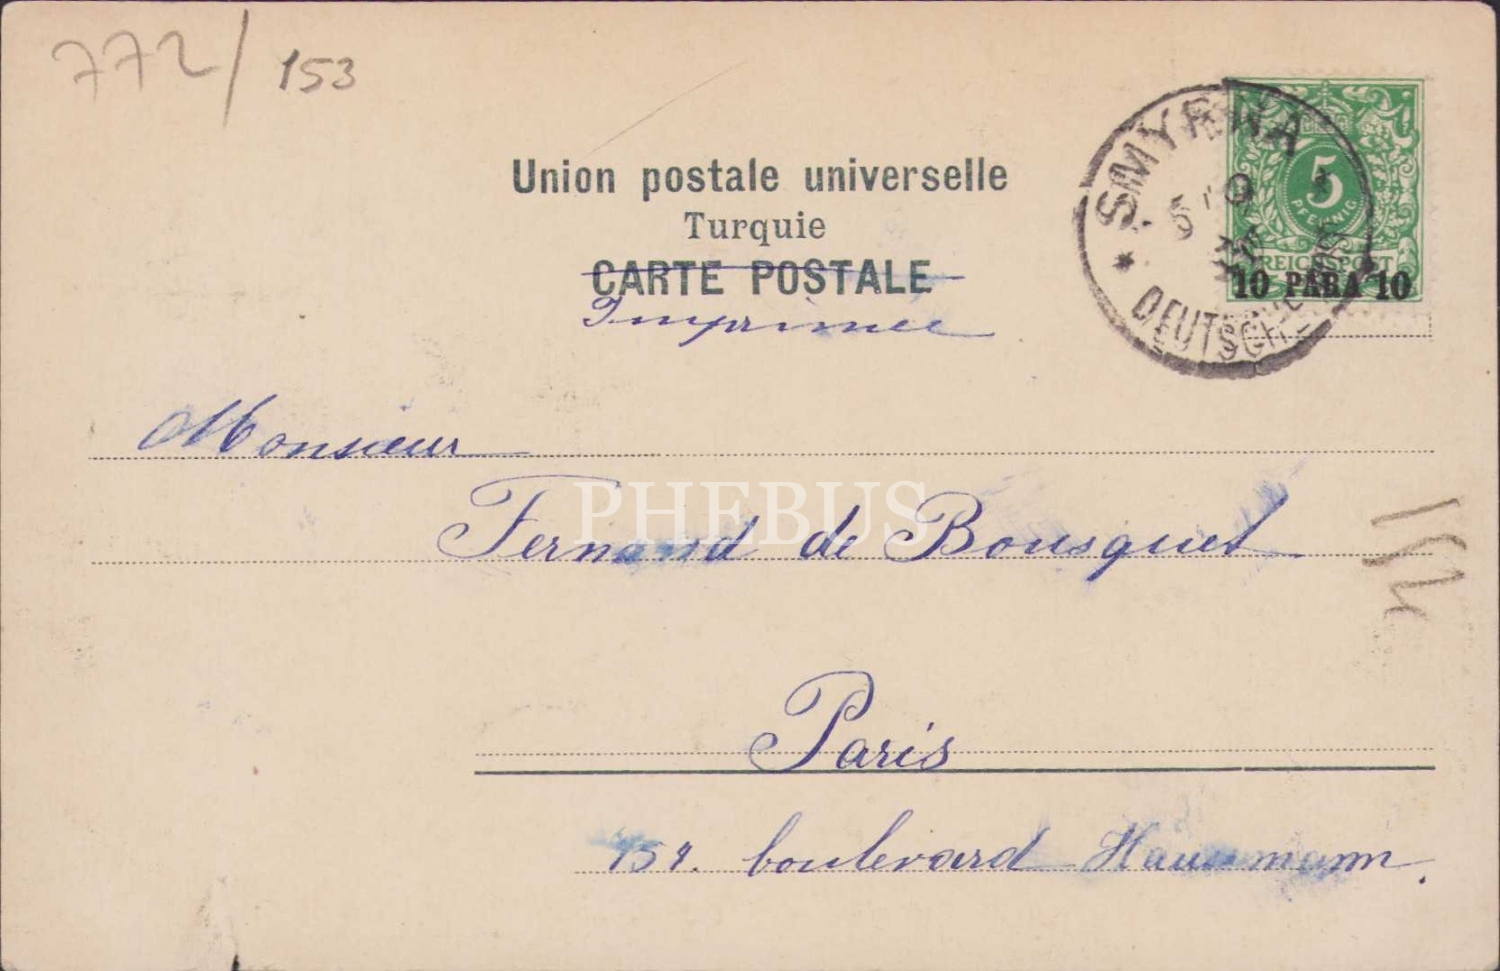 772/153
Union postale universelle
Turquie
CARTE POSTALE
Imprimée
SMYRNA
DEUTSCHE
5
PFENNIG
REICHSPOST
10 PARA 10
Monsieur
Fernand de Bousquet
PHEBUS
Paris
151. boulevard Haussmann.